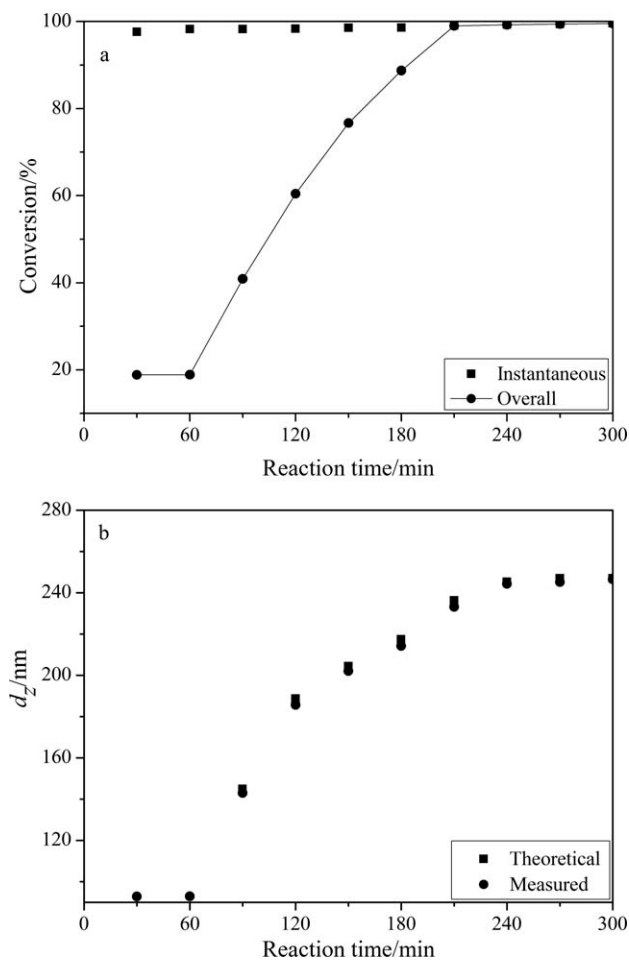 100
80
60
40
20
Conversion/%
a
Instantaneous
Overall
0 60 120 180 240 300
Reaction time/min
280
240
200
160
120
d_z/nm
b
Theoretical
Measured
0 60 120 180 240 300
Reaction time/min